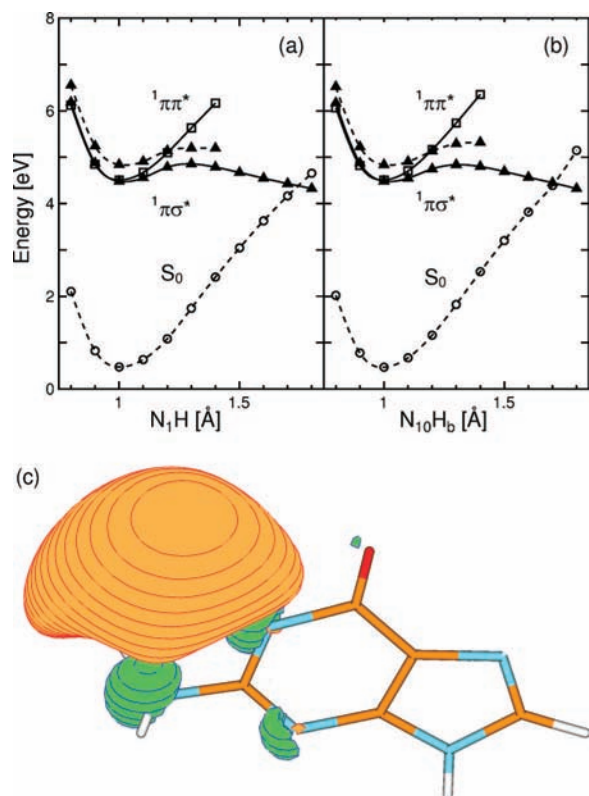 8
6
4
2
0
Energy [eV]
(a)
¹ππ*
¹πσ*
S₀
1
1.5
N₁H [Å]
(b)
¹ππ*
¹πσ*
S₀
1
1.5
N₁₀H_b [Å]
(c)